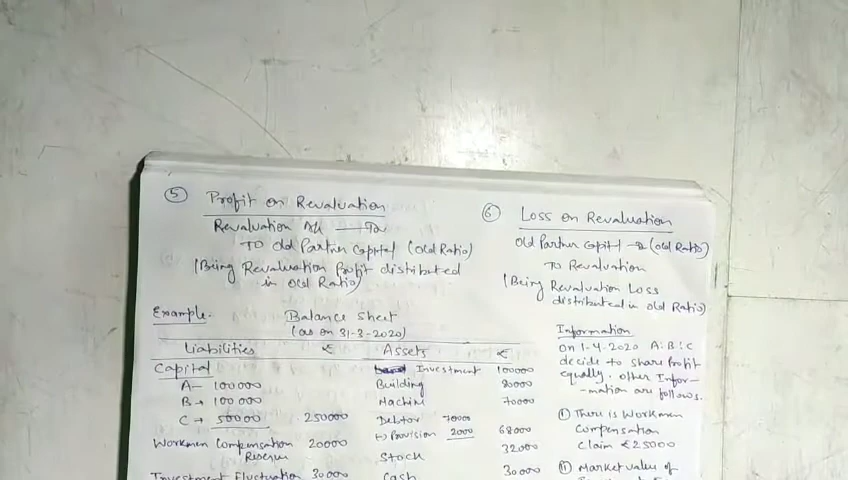 ⑤ Profit on Revaluation
Revaluation A/c — Dr
To Old Partner Capital (Old Ratio)
(Being Revaluation Profit distributed
in old Ratio)
⑥ Loss on Revaluation
Old Partner Capitl – Dr (Old Ratio)
To Revaluation
(Being Revaluation Loss
distributed in old Ratio)
Example. Balance Sheet
(as on 31-3-2020)
Liabilities ₹ Assets ₹
Capital Investment 100000
A— 100000 Building 80000
B→ 100000 Machine 70000
C→ 50000 250000 Debtor 70000
Provision 2000 68000
Workmen Compensation 20000 Stock 32000
Reserve
Investment Fluctuation 30000 Cash 30000
Information
On 1-4-2020 A:B:C
decide to share Profit
equally. other Infor-
-mation are follows.
① There is Workmen
Compensation
Claim ₹25000
② Market value of